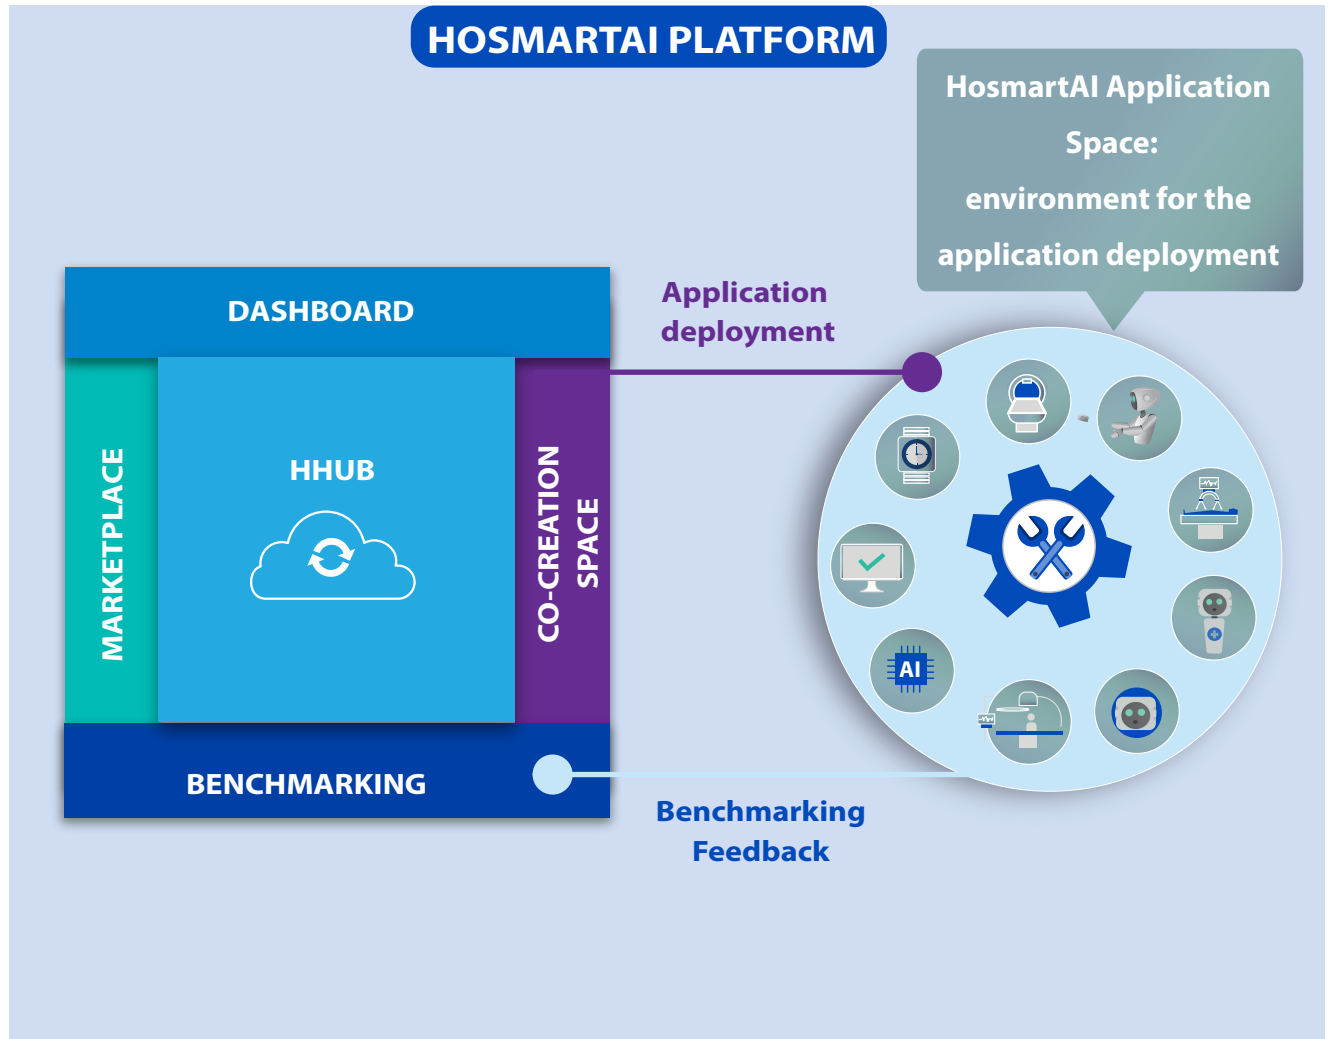 HOSMARTAI PLATFORM
HosmartAI Application
Space:
environment for the
application deployment
DASHBOARD
Application
deployment
HHUB
MARKETPLACE
CO-CREATION
SPACE
AI
BENCHMARKING
Benchmarking
Feedback